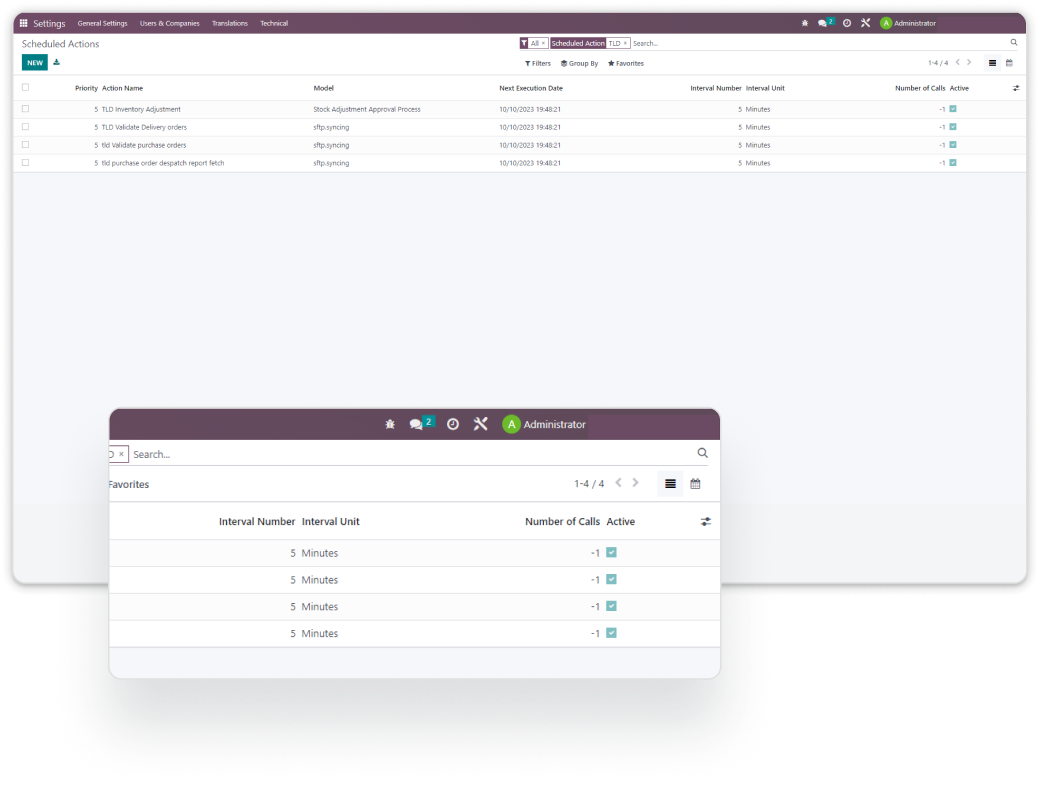 Settings General Settings Users & Companies Translations Technical 2 A Administrator
Scheduled Actions All × Scheduled Action TLD × Search...
NEW Filters Group By Favorites 1-4 / 4
Priority Action Name Model Next Execution Date Interval Number Interval Unit Number of Calls Active
5 TLD Inventory Adjustment Stock Adjustment Approval Process 10/10/2023 19:48:21 5 Minutes -1
5 TLD Validate Delivery orders sftp.syncing 10/10/2023 19:48:21 5 Minutes -1
5 tld Validate purchase orders sftp.syncing 10/10/2023 19:48:21 5 Minutes -1
5 tld purchase order despatch report fetch sftp.syncing 10/10/2023 19:48:21 5 Minutes -1
2 A Administrator
D × Search...
Favorites 1-4 / 4
Interval Number Interval Unit Number of Calls Active
5 Minutes -1
5 Minutes -1
5 Minutes -1
5 Minutes -1